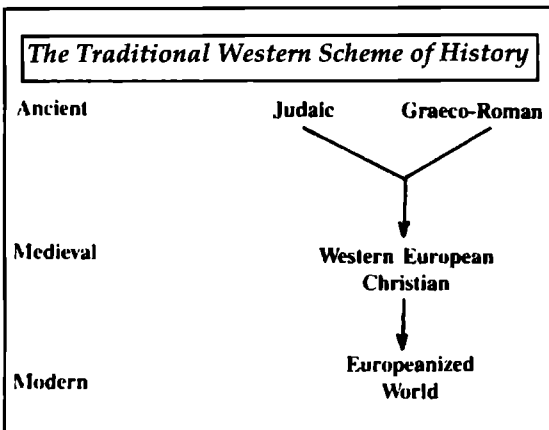 The Traditional Western Scheme of History
Ancient Judaic Graeco-Roman
Medieval Western European
Christian
Modern Europeanized
World